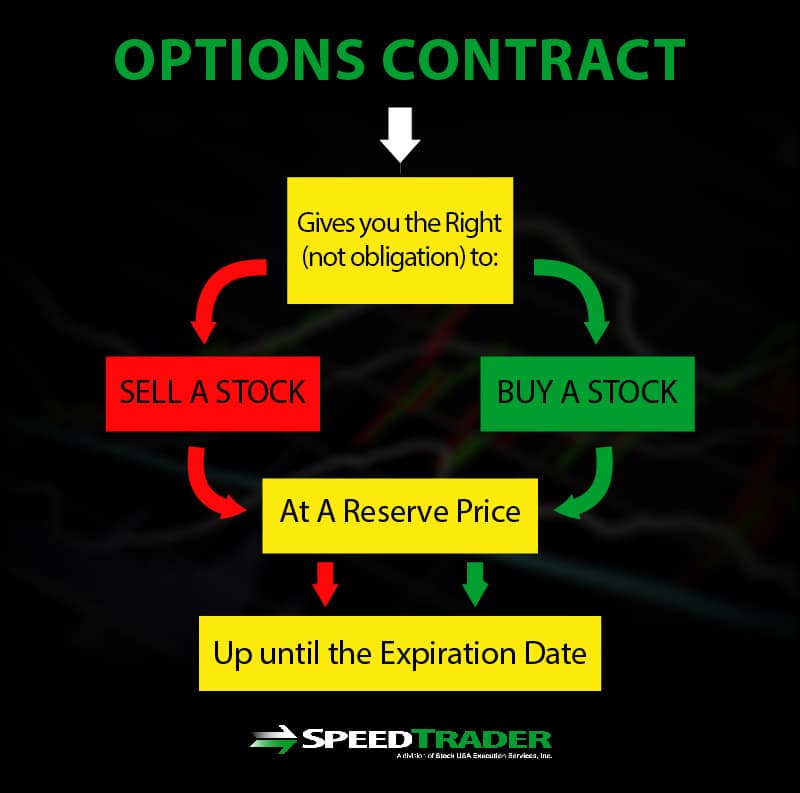 OPTIONS CONTRACT
Gives you the Right
(not obligation) to:
SELL A STOCK
BUY A STOCK
At A Reserve Price
Up until the Expiration Date
SPEEDTRADER
A division of Stock USA Execution Services, Inc.